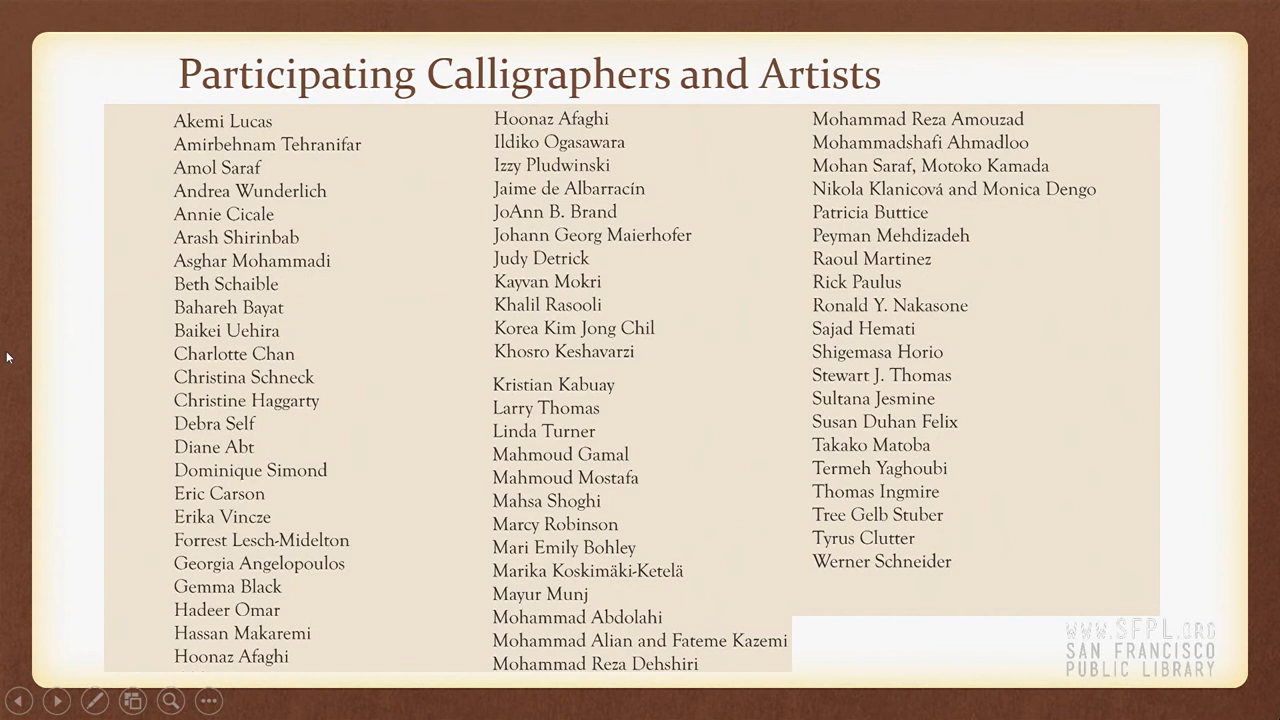 Participating Calligraphers and Artists
Akemi Lucas
Amirbehnam Tehranifar
Amol Saraf
Andrea Wunderlich
Annie Cicale
Arash Shirinbab
Asghar Mohammadi
Beth Schaible
Bahareh Bayat
Baikei Uehira
Charlotte Chan
Christina Schneck
Christine Haggarty
Debra Self
Diane Abt
Dominique Simond
Eric Carson
Erika Vincze
Forrest Lesch-Midelton
Georgia Angelopoulos
Gemma Black
Hadeer Omar
Hassan Makaremi
Hoonaz Afaghi
Hoonaz Afaghi
Ildiko Ogasawara
Izzy Pludwinski
Jaime de Albarracín
JoAnn B. Brand
Johann Georg Maierhofer
Judy Detrick
Kayvan Mokri
Khalil Rasooli
Korea Kim Jong Chil
Khosro Keshavarzi
Kristian Kabuay
Larry Thomas
Linda Turner
Mahmoud Gamal
Mahmoud Mostafa
Mahsa Shoghi
Marcy Robinson
Mari Emily Bohley
Marika Koskimäki-Ketelä
Mayur Munj
Mohammad Abdolahi
Mohammad Alian and Fateme Kazemi
Mohammad Reza Dehshiri
Mohammad Reza Amouzad
Mohammadshafi Ahmadloo
Mohan Saraf, Motoko Kamada
Nikola Klanicová and Monica Dengo
Patricia Buttice
Peyman Mehdizadeh
Raoul Martinez
Rick Paulus
Ronald Y. Nakasone
Sajad Hemati
Shigemasa Horio
Stewart J. Thomas
Sultana Jesmine
Susan Duhan Felix
Takako Matoba
Termeh Yaghoubi
Thomas Ingmire
Tree Gelb Stuber
Tyrus Clutter
Werner Schneider
WWW.SFPL.ORG
SAN FRANCISCO
PUBLIC LIBRARY